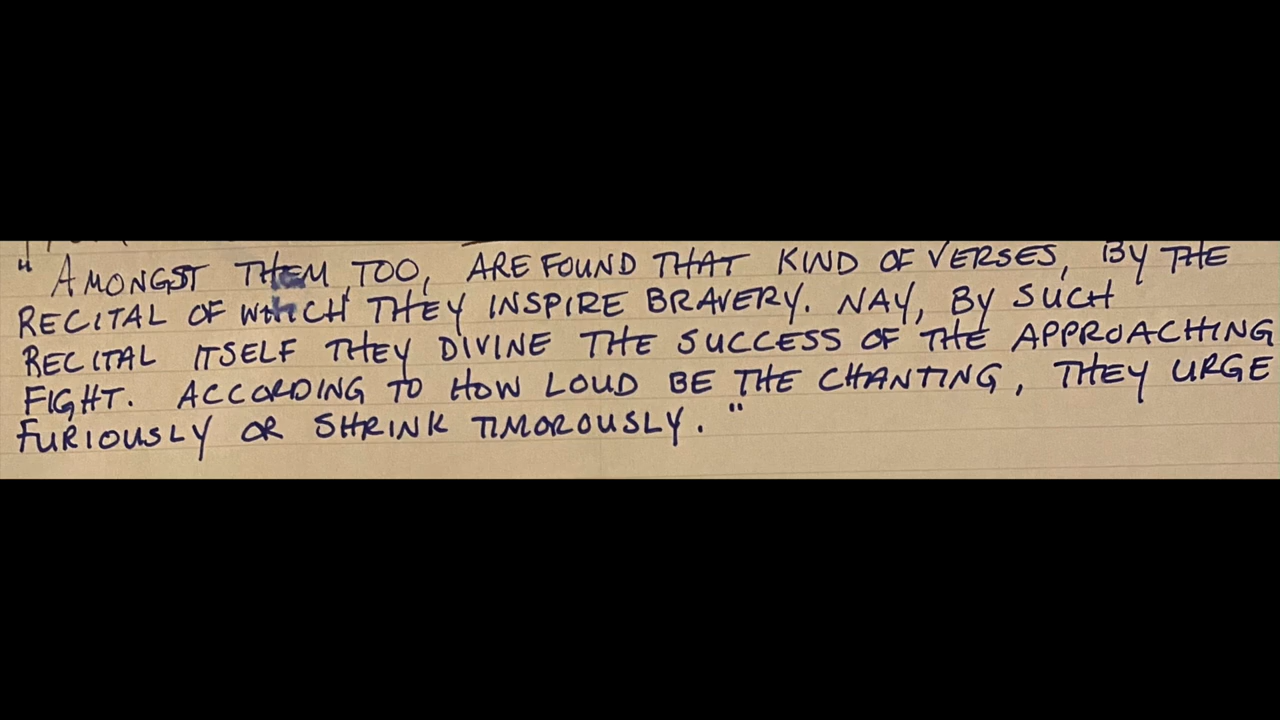 " AMONGST THEM TOO, ARE FOUND THAT KIND OF VERSES, BY THE
RECITAL OF WHICH THEY INSPIRE BRAVERY. NAY, BY SUCH
RECITAL ITSELF THEY DIVINE THE SUCCESS OF THE APPROACHING
FIGHT. ACCORDING TO HOW LOUD BE THE CHANTING, THEY URGE
FURIOUSLY OR SHRINK TIMOROUSLY. "